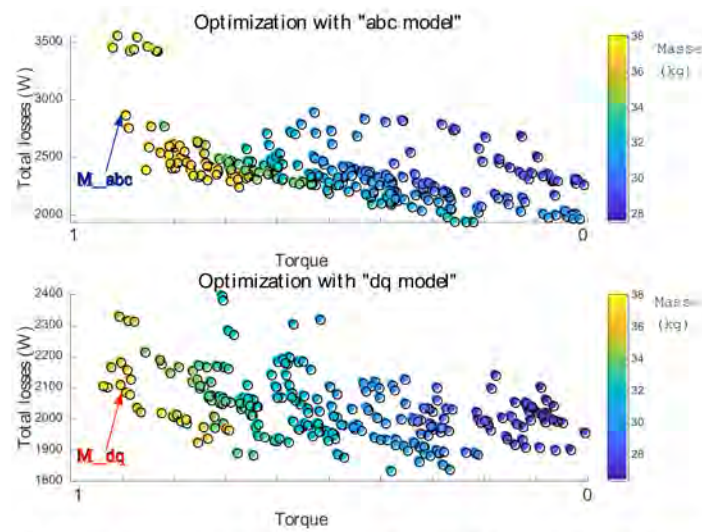 Optimization with "abc model"
Total losses (W)
3500
3000
2500
2000
M_abc
1
0
Torque
38
36
34
32
30
28
Masse
(kg)
Optimization with "dq model"
Total losses (W)
2400
2300
2200
2100
2000
1900
1800
M_dq
1
0
Torque
38
36
34
32
30
28
Masse
(kg)